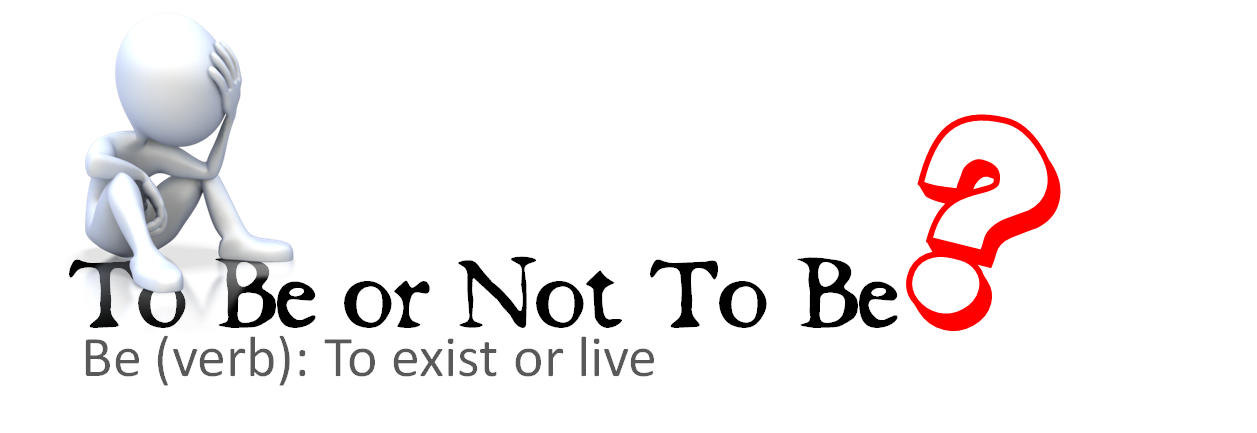 To Be or Not To Be?
Be (verb): To exist or live